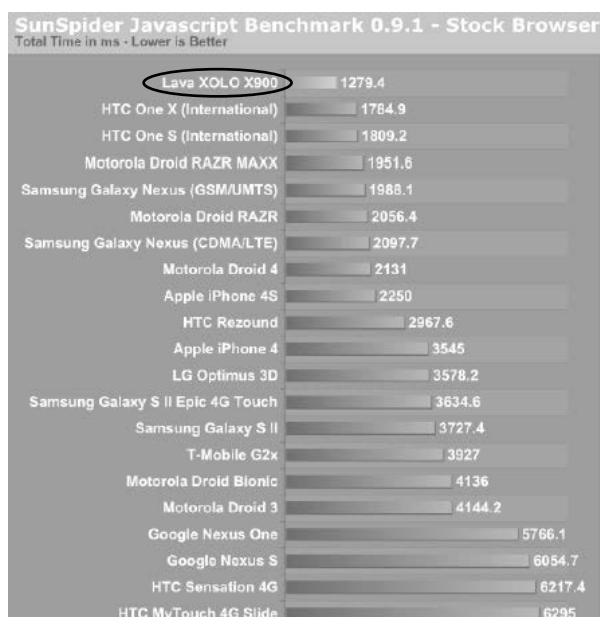 SunSpider Javascript Benchmark 0.9.1 - Stock Browser
Total Time in ms - Lower is Better
Lava XOLO X900 1279.4
HTC One X (International) 1784.9
HTC One S (International) 1809.2
Motorola Droid RAZR MAXX 1951.6
Samsung Galaxy Nexus (GSM/UMTS) 1988.1
Motorola Droid RAZR 2056.4
Samsung Galaxy Nexus (CDMA/LTE) 2097.7
Motorola Droid 4 2131
Apple iPhone 4S 2250
HTC Rezound 2967.6
Apple iPhone 4 3545
LG Optimus 3D 3578.2
Samsung Galaxy S II Epic 4G Touch 3634.6
Samsung Galaxy S II 3727.4
T-Mobile G2x 3927
Motorola Droid Bionic 4136
Motorola Droid 3 4144.2
Google Nexus One 5766.1
Google Nexus S 6054.7
HTC Sensation 4G 6217.4
HTC MyTouch 4G Slide 6295